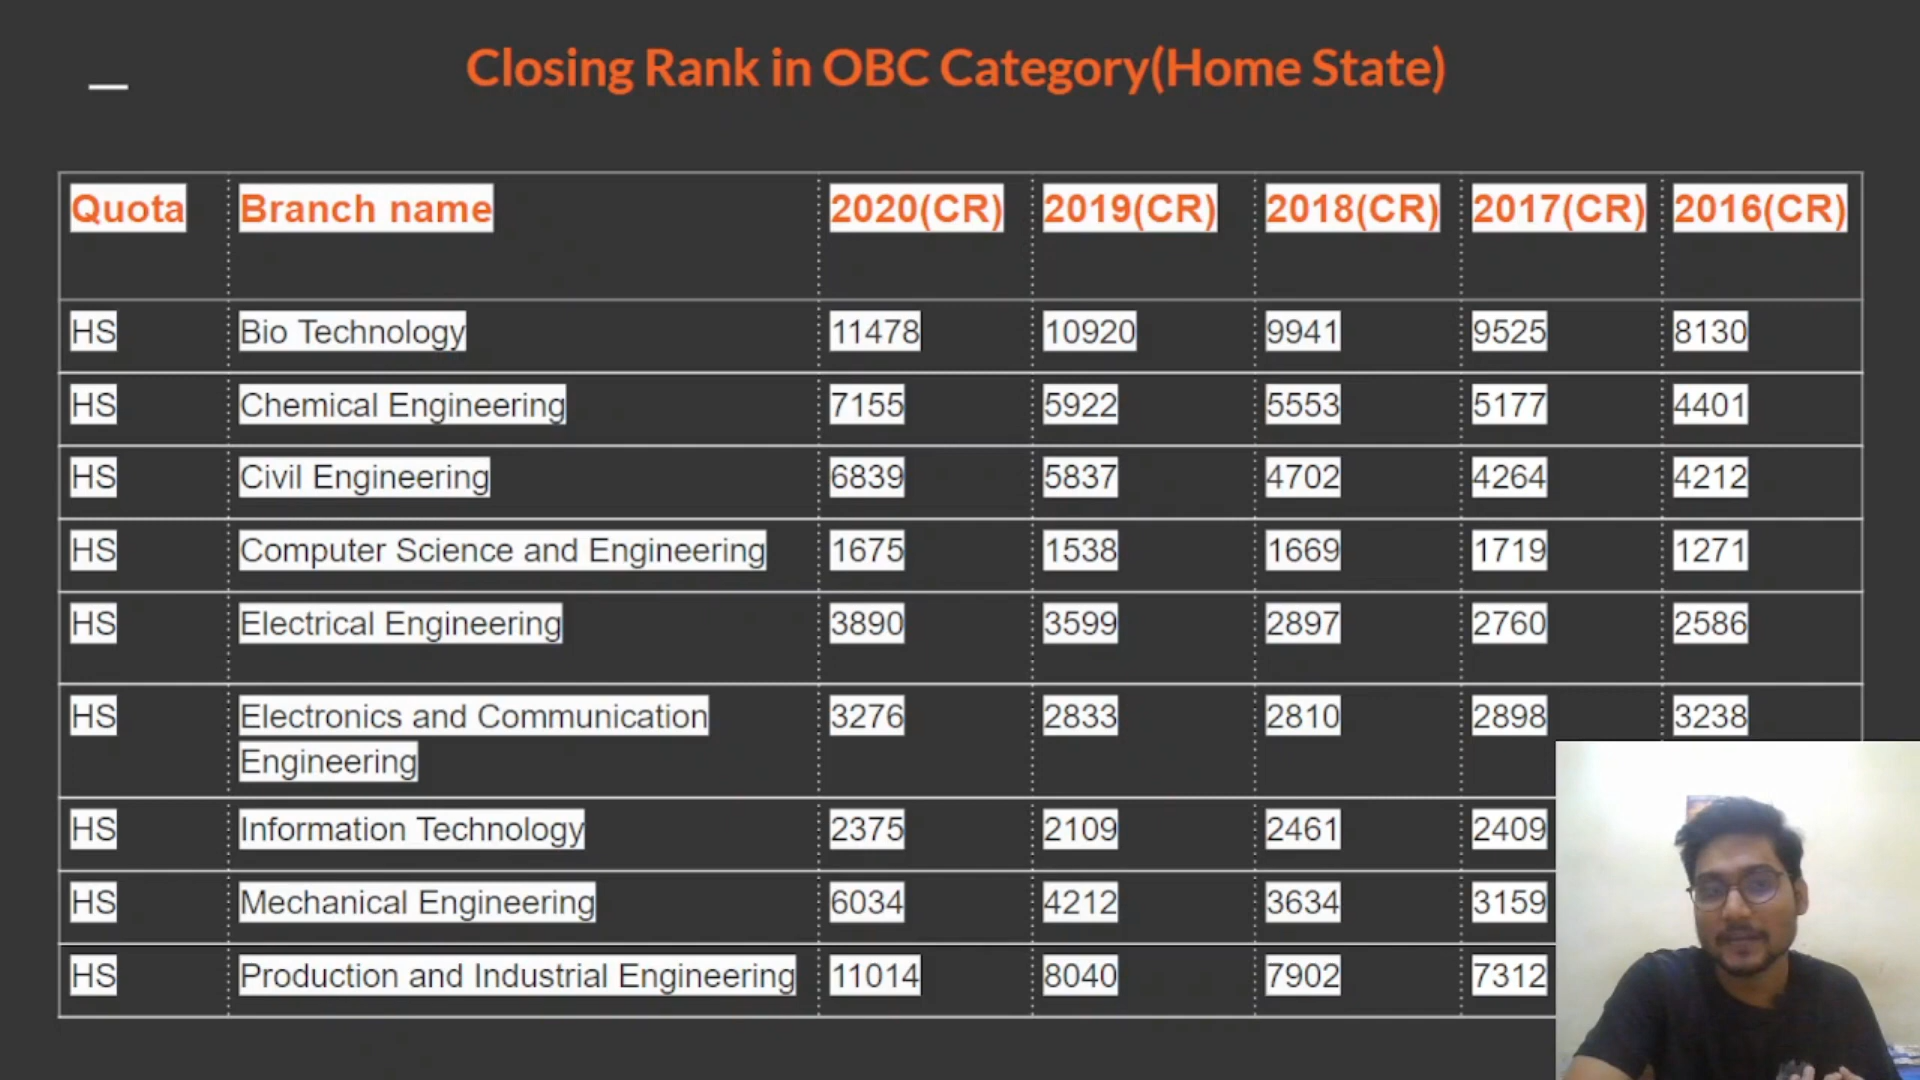 Closing Rank in OBC Category(Home State)
Quota Branch name 2020(CR) 2019(CR) 2018(CR) 2017(CR) 2016(CR)
HS Bio Technology 11478 10920 9941 9525 8130
HS Chemical Engineering 7155 5922 5553 5177 4401
HS Civil Engineering 6839 5837 4702 4264 4212
HS Computer Science and Engineering 1675 1538 1669 1719 1271
HS Electrical Engineering 3890 3599 2897 2760 2586
HS Electronics and Communication 3276 2833 2810 2898 3238
Engineering
HS Information Technology 2375 2109 2461 2409
HS Mechanical Engineering 6034 4212 3634 3159
HS Production and Industrial Engineering 11014 8040 7902 7312